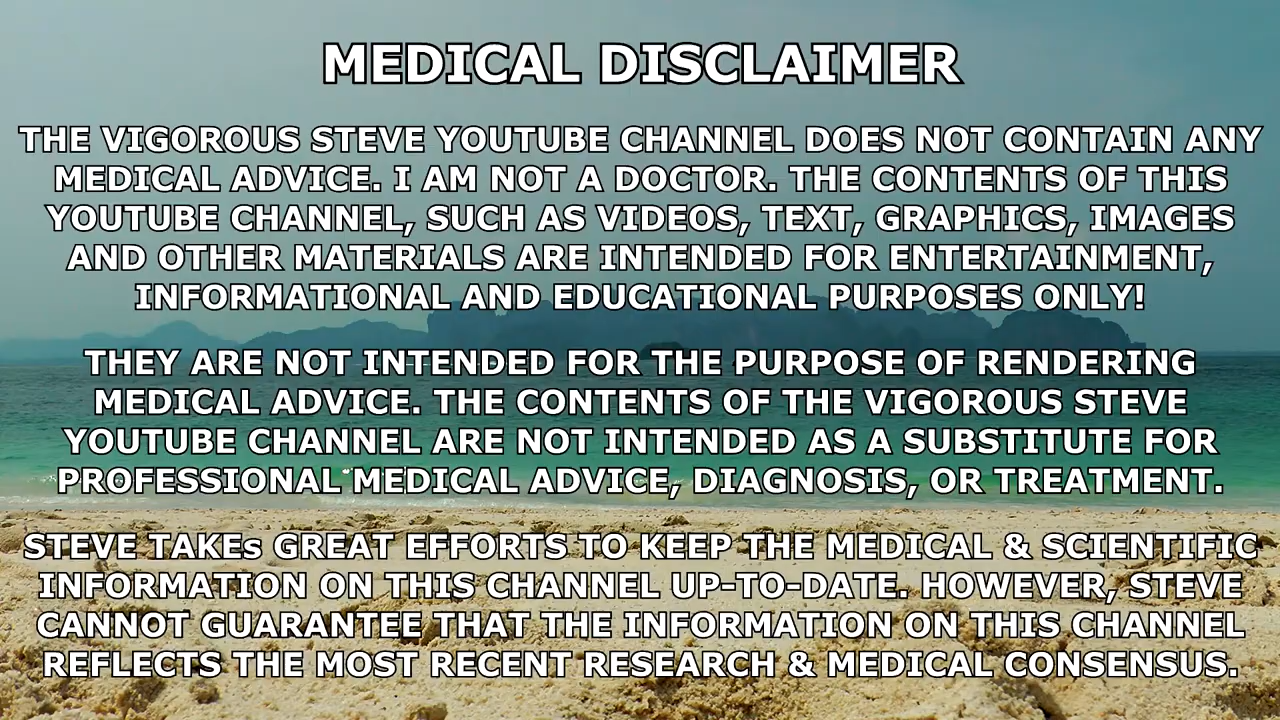 MEDICAL DISCLAIMER
THE VIGOROUS STEVE YOUTUBE CHANNEL DOES NOT CONTAIN ANY
MEDICAL ADVICE. I AM NOT A DOCTOR. THE CONTENTS OF THIS
YOUTUBE CHANNEL, SUCH AS VIDEOS, TEXT, GRAPHICS, IMAGES
AND OTHER MATERIALS ARE INTENDED FOR ENTERTAINMENT,
INFORMATIONAL AND EDUCATIONAL PURPOSES ONLY!
THEY ARE NOT INTENDED FOR THE PURPOSE OF RENDERING
MEDICAL ADVICE. THE CONTENTS OF THE VIGOROUS STEVE
YOUTUBE CHANNEL ARE NOT INTENDED AS A SUBSTITUTE FOR
PROFESSIONAL MEDICAL ADVICE, DIAGNOSIS, OR TREATMENT.
STEVE TAKEs GREAT EFFORTS TO KEEP THE MEDICAL & SCIENTIFIC
INFORMATION ON THIS CHANNEL UP-TO-DATE. HOWEVER, STEVE
CANNOT GUARANTEE THAT THE INFORMATION ON THIS CHANNEL
REFLECTS THE MOST RECENT RESEARCH & MEDICAL CONSENSUS.